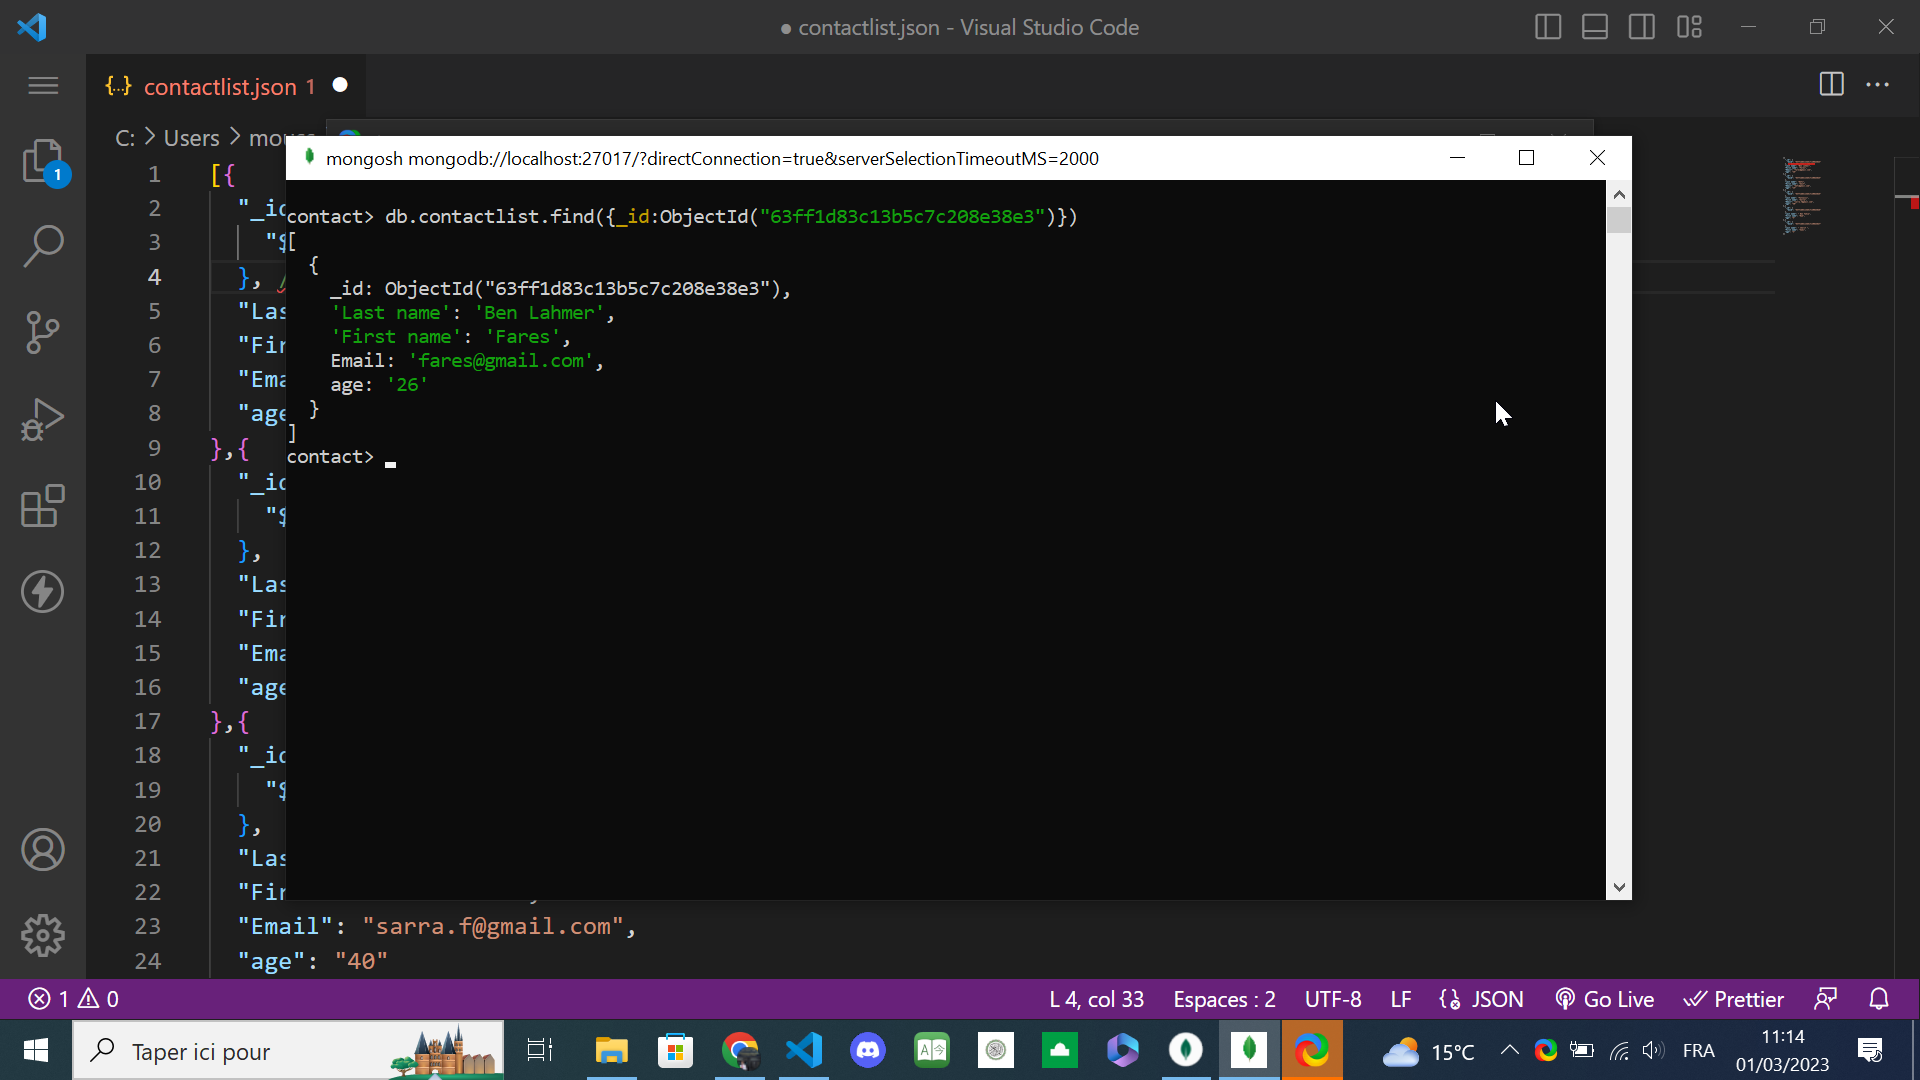 ● contactlist.json - Visual Studio Code
{..} contactlist.json 1
C: > Users >
mongosh mongodb://localhost:27017/?directConnection=true&serverSelectionTimeoutMS=2000
contact> db.contactlist.find({_id:ObjectId("63ff1d83c13b5c7c208e38e3")})
[
{
_id: ObjectId("63ff1d83c13b5c7c208e38e3"),
'Last name': 'Ben Lahmer',
'First name': 'Fares',
Email: 'fares@gmail.com',
age: '26'
}
]
contact>
1 [{
2 "_id
3 "$
4 }, /
5 "Las
6 "Fir
7 "Ema
8 "age
9 },{
10 "_id
11 "$
12 },
13 "Las
14 "Fir
15 "Ema
16 "age
17 },{
18 "_id
19 "$
20 },
21 "Las
22 "Fir
23 "Email": "sarra.f@gmail.com",
24 "age": "40"
1
1 0 L 4, col 33 Espaces : 2 UTF-8 LF JSON Go Live Prettier
Taper ici pour
15°C FRA 11:14
01/03/2023